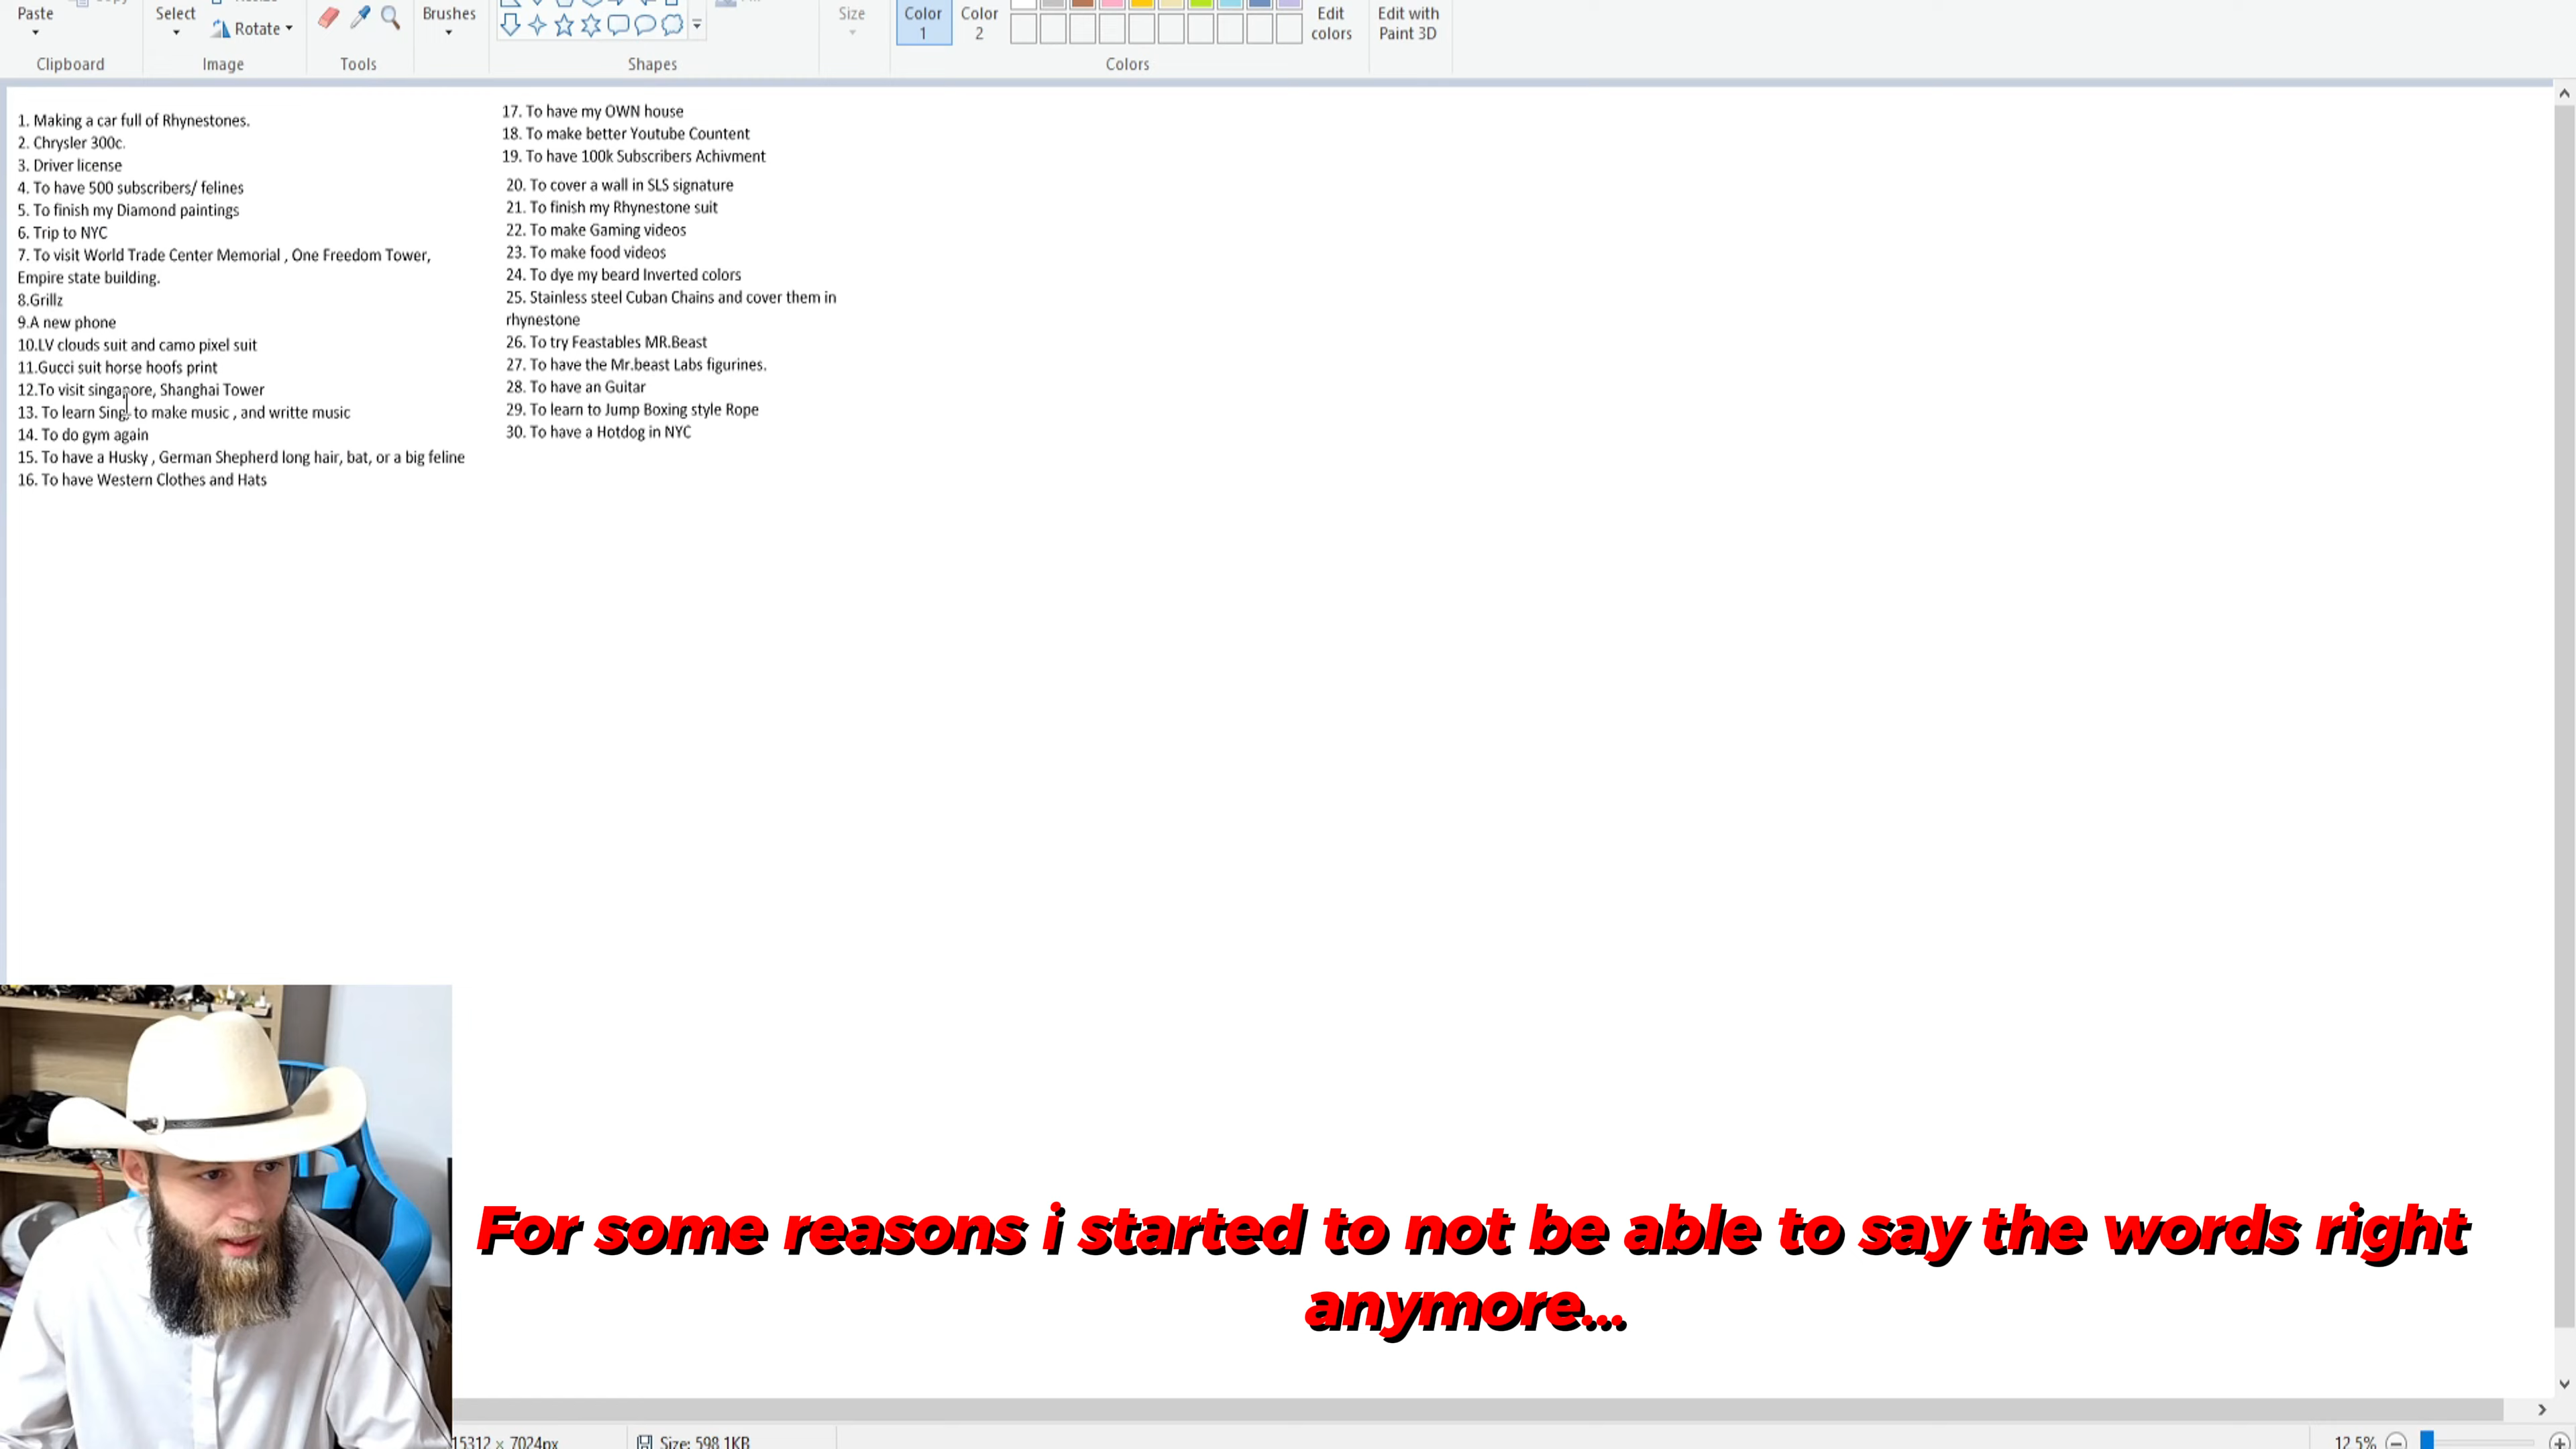 Paste
Select
Rotate
Brushes
Size
Color
1
Color
2
Edit
colors
Edit with
Paint 3D
Clipboard
Image
Tools
Shapes
Colors
1. Making a car full of Rhynestones.
2. Chrysler 300c.
3. Driver license
4. To have 500 subscribers/ felines
5. To finish my Diamond paintings
6. Trip to NYC
7. To visit World Trade Center Memorial , One Freedom Tower,
Empire state building.
8.Grillz
9.A new phone
10.LV clouds suit and camo pixel suit
11.Gucci suit horse hoofs print
12.To visit singapore, Shanghai Tower
13. To learn Sing, to make music , and writte music
14. To do gym again
15. To have a Husky , German Shepherd long hair, bat, or a big feline
16. To have Western Clothes and Hats
17. To have my OWN house
18. To make better Youtube Countent
19. To have 100k Subscribers Achivment
20. To cover a wall in SLS signature
21. To finish my Rhynestone suit
22. To make Gaming videos
23. To make food videos
24. To dye my beard Inverted colors
25. Stainless steel Cuban Chains and cover them in
rhynestone
26. To try Feastables MR.Beast
27. To have the Mr.beast Labs figurines.
28. To have an Guitar
29. To learn to Jump Boxing style Rope
30. To have a Hotdog in NYC
For some reasons i started to not be able to say the words right
anymore...
15312 × 7024px
Size: 598.1KB
12.5%